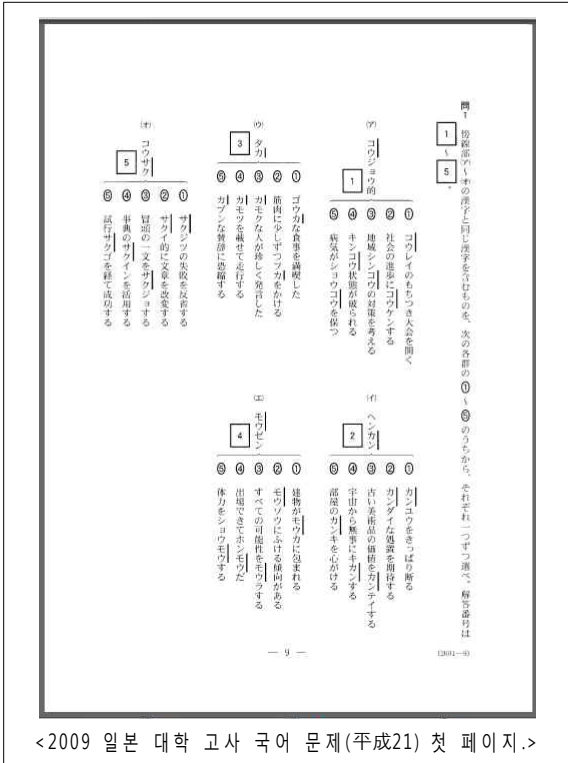 問1 傍線部(ア)～(オ)の漢字と同じ漢字を含むものを、次の各群の①～⑤のうちから、それぞれ一つずつ選べ。解答番号は
1 ～ 5 。
(ア) コウジョウ的
1
① コウレイのもちつき大会を開く
② 社会の進歩にコウケンする
③ 地域シンコウの対策を考える
④ キンコウ状態が破られる
⑤ 病気がショウコウを保つ
(イ) ヘンカン
2
① カンユウをきっぱり断る
② カンダイな処置を期待する
③ 古い美術品の価値をカンテイする
④ 宇宙から無事にキカンする
⑤ 部屋のカンキを心がける
(ウ) タカ
3
① ゴウカな食事を満喫した
② 筋肉に少しずつフカをかける
③ カモクな人が珍しく発言した
④ カモツを載せて走行する
⑤ カブンな賛辞に恐縮する
(エ) モウゼン
4
① 建物がモウカに包まれる
② モウソウにふける傾向がある
③ すべての可能性をモウラする
④ 出場できてホンモウだ
⑤ 体力をショウモウする
(オ) コウサク
5
① サクジツの失敗を反省する
② サクイ的に文章を改変する
③ 冒頭の一文をサクジョする
④ 事典のサクインを活用する
⑤ 試行サクゴを経て成功する
— 9 —
(2601—9)
<2009 일본 대학 고사 국어 문제(平成21) 첫 페이지.>